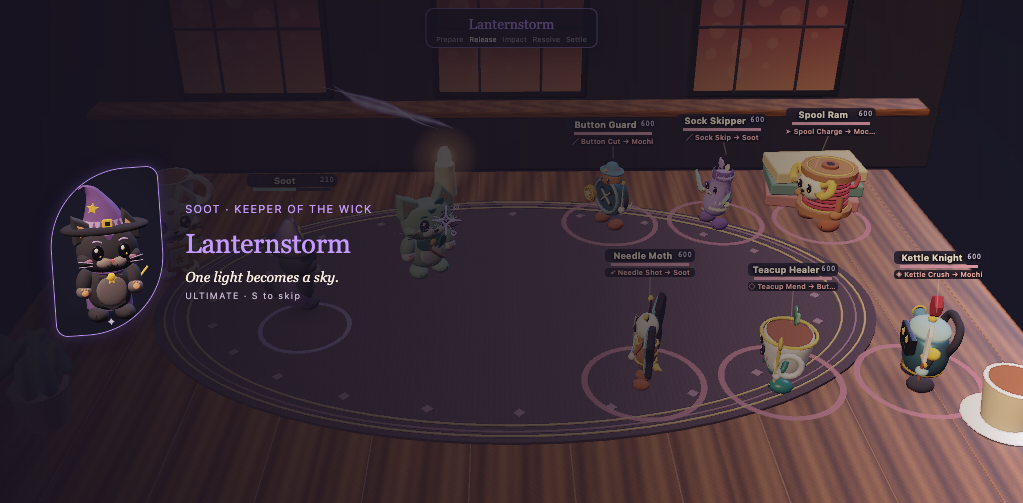 Lanternstorm
Prepare Release Impact Resolve Settle
Button Guard 600
Button Cut → Mochi
Sock Skipper 600
Sock Skip → Soot
Spool Ram 600
Spool Charge → Moc...
Soot 210
SOOT · KEEPER OF THE WICK
Lanternstorm
One light becomes a sky.
ULTIMATE · S to skip
Needle Moth 600
Needle Shot → Soot
Teacup Healer 600
Teacup Mend → But...
Kettle Knight 600
Kettle Crush → Mochi